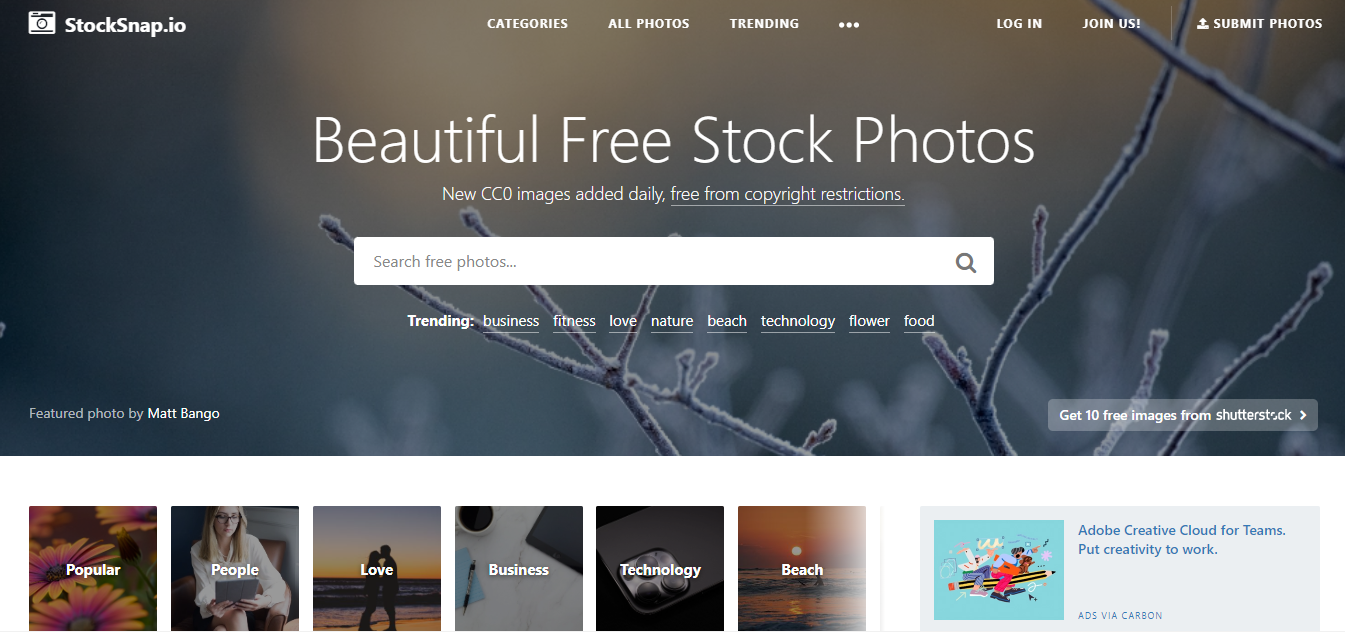 StockSnap.io
CATEGORIES ALL PHOTOS TRENDING •••
LOG IN JOIN US! SUBMIT PHOTOS
Beautiful Free Stock Photos
New CC0 images added daily, free from copyright restrictions.
Search free photos...
Trending: business fitness love nature beach technology flower food
Featured photo by Matt Bango
Get 10 free images from shutterstock
Popular
People
Love
Business
Technology
Beach
Adobe Creative Cloud for Teams.
Put creativity to work.
ADS VIA CARBON